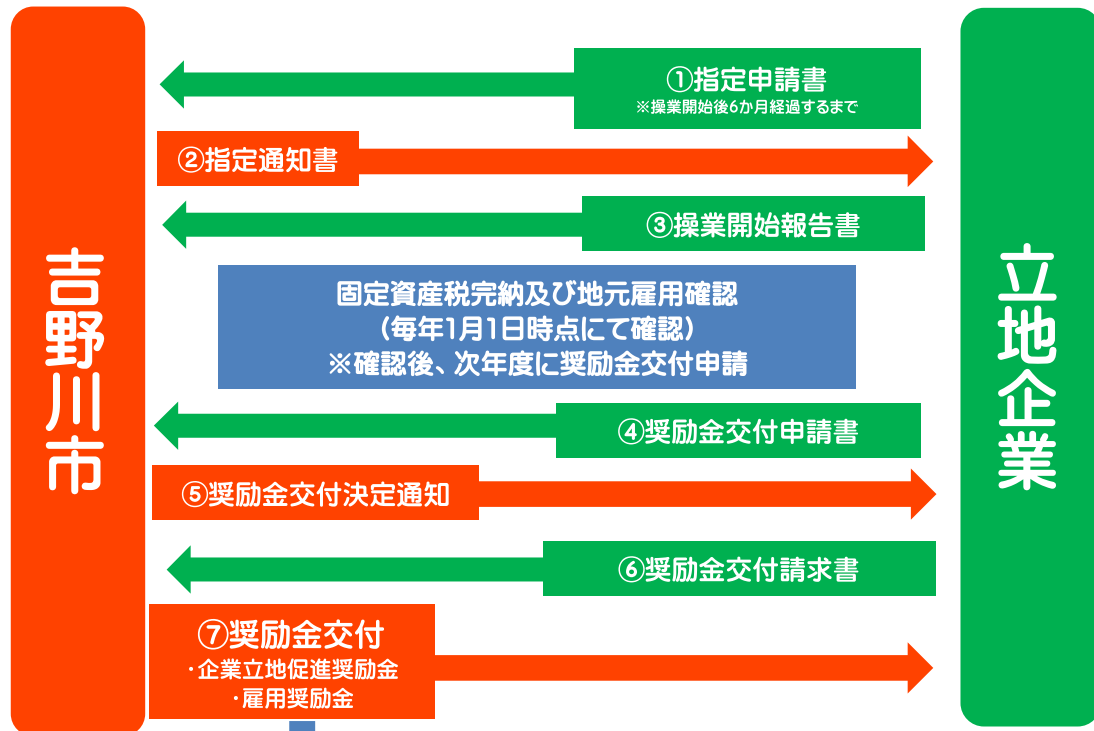 吉野川市
立地企業
①指定申請書
※操業開始後6か月経過するまで
②指定通知書
③操業開始報告書
固定資産税完納及び地元雇用確認
(毎年1月1日時点にて確認)
※確認後、次年度に奨励金交付申請
④奨励金交付申請書
⑤奨励金交付決定通知
⑥奨励金交付請求書
⑦奨励金交付
・企業立地促進奨励金
・雇用奨励金